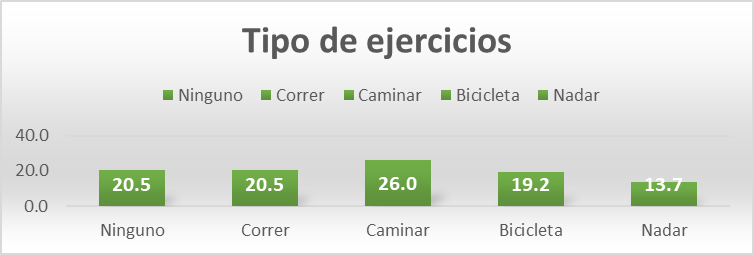 Tipo de ejercicios
Ninguno Correr Caminar Bicicleta Nadar
40.0
20.0
0.0
20.5 20.5 26.0 19.2 13.7
Ninguno Correr Caminar Bicicleta Nadar